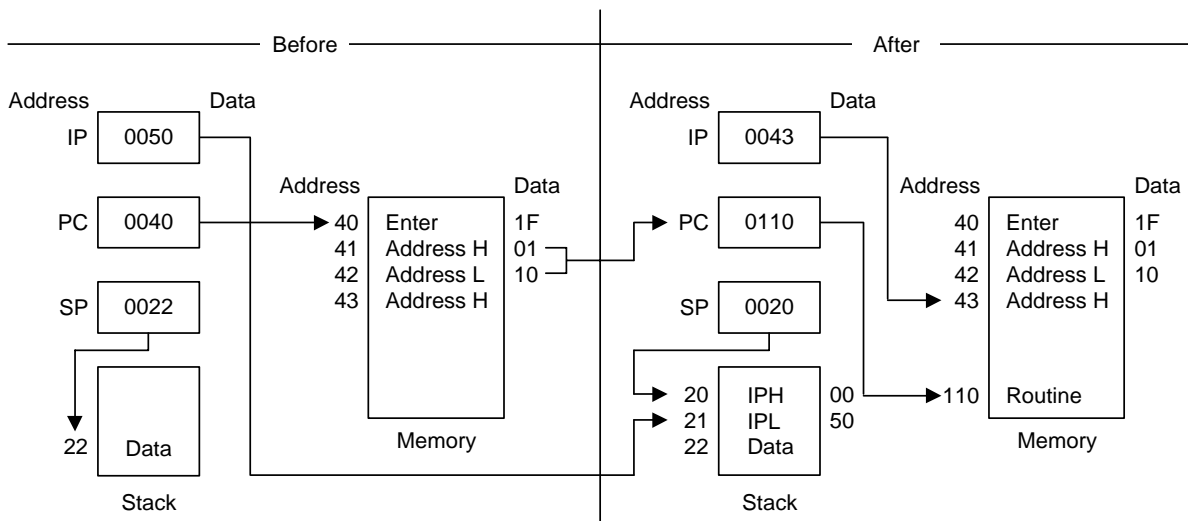 Before
Address Data
IP 0050
Address Data
PC 0040
40 Enter 1F
41 Address H 01
42 Address L 10
43 Address H
SP 0022
22 Data
Memory
Stack
After
Address Data
IP 0043
Address Data
PC 0110
40 Enter 1F
41 Address H 01
42 Address L 10
43 Address H
SP 0020
20 IPH 00
21 IPL 50
22 Data
110 Routine
Memory
Stack